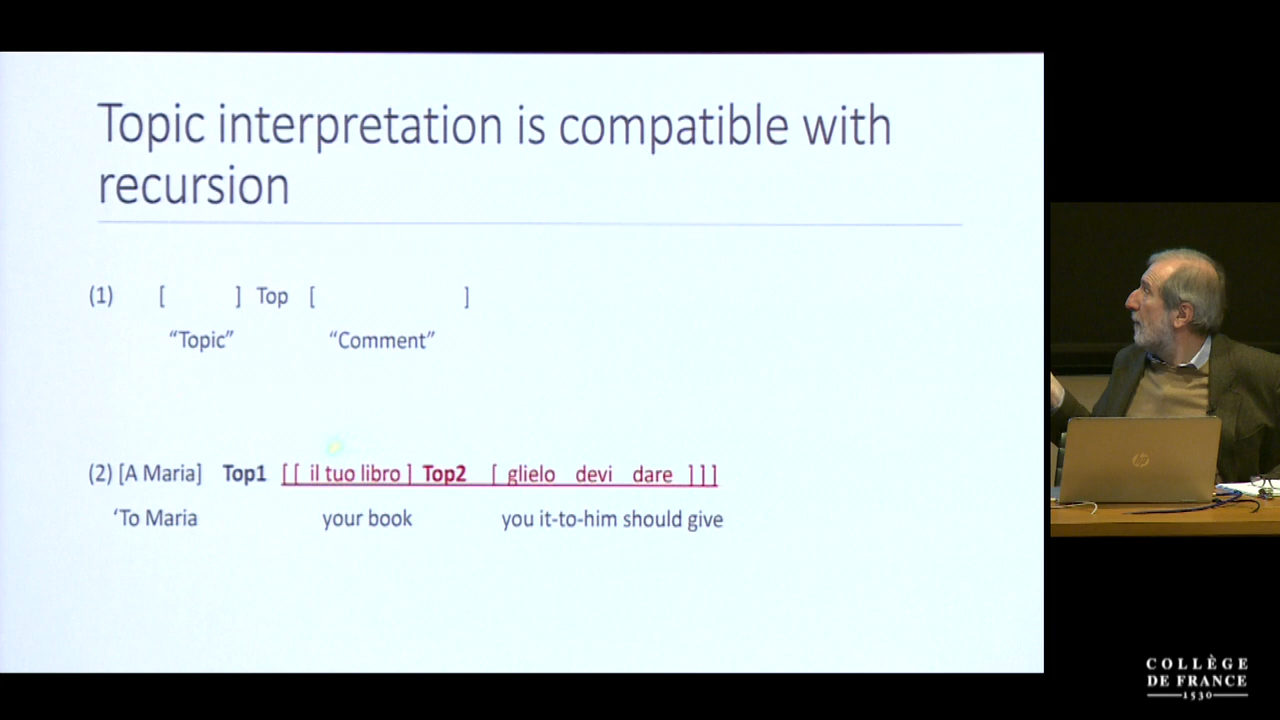 Topic interpretation is compatible with
recursion
(1) [ ] Top [ ]
“Topic” “Comment”
(2) [A Maria] Top1 [ [ il tuo libro ] Top2 [ glielo devi dare ] ] ]
‘To Maria your book you it-to-him should give
COLLÈGE
DE FRANCE
1530